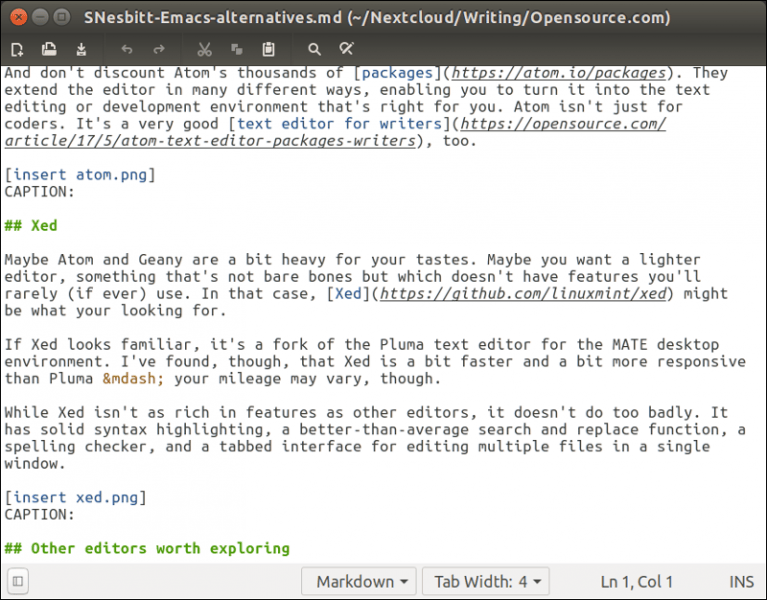 SNesbitt-Emacs-alternatives.md (~/Nextcloud/Writing/Opensource.com)
And don't discount Atom's thousands of [packages](https://atom.io/packages). They
extend the editor in many different ways, enabling you to turn it into the text
editing or development environment that's right for you. Atom isn't just for
coders. It's a very good [text editor for writers](https://opensource.com/
article/17/5/atom-text-editor-packages-writers), too.
[insert atom.png]
CAPTION:
## Xed
Maybe Atom and Geany are a bit heavy for your tastes. Maybe you want a lighter
editor, something that's not bare bones but which doesn't have features you'll
rarely (if ever) use. In that case, [Xed](https://github.com/linuxmint/xed) might
be what your looking for.
If Xed looks familiar, it's a fork of the Pluma text editor for the MATE desktop
environment. I've found, though, that Xed is a bit faster and a bit more responsive
than Pluma &mdash; your mileage may vary, though.
While Xed isn't as rich in features as other editors, it doesn't do too badly. It
has solid syntax highlighting, a better-than-average search and replace function, a
spelling checker, and a tabbed interface for editing multiple files in a single
window.
[insert xed.png]
CAPTION:
## Other editors worth exploring
Markdown Tab Width: 4 Ln 1, Col 1 INS